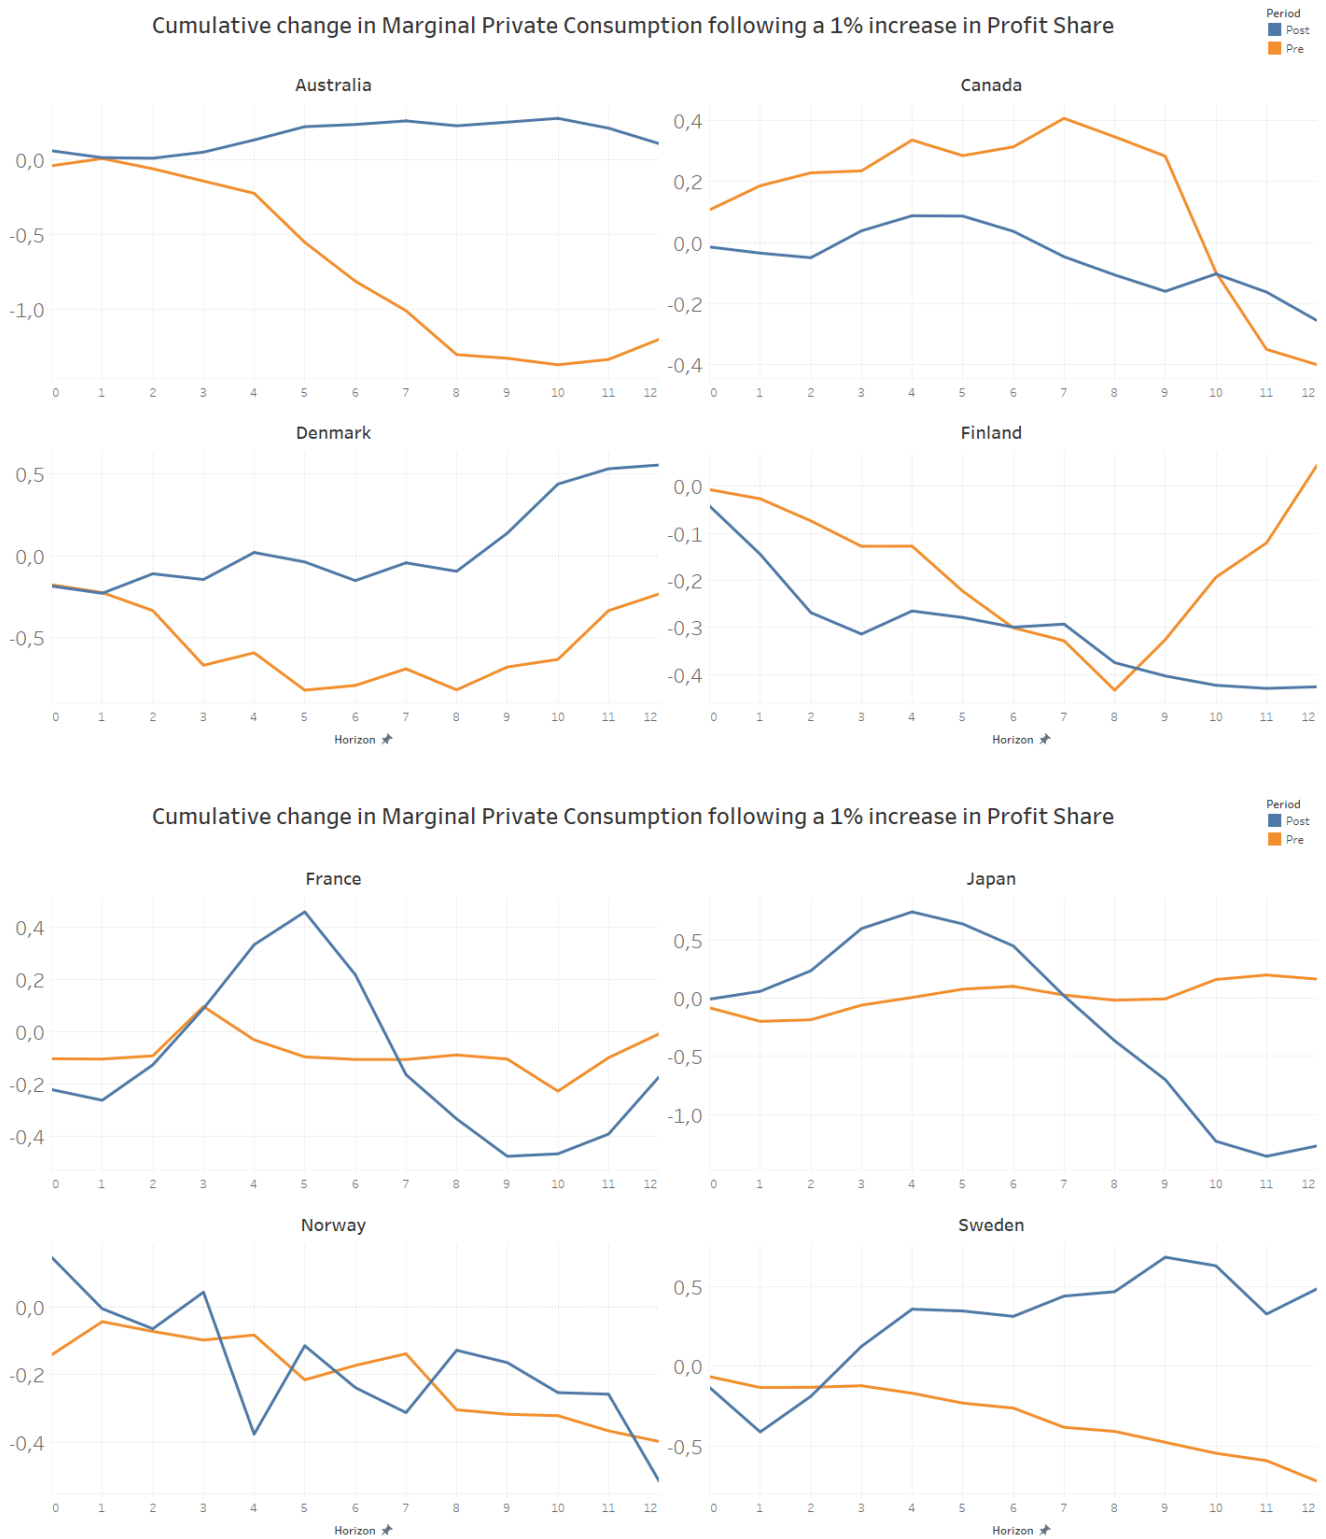 Cumulative change in Marginal Private Consumption following a 1% increase in Profit Share
Period
Post
Pre
Australia
0,0
-0,5
-1,0
0 1 2 3 4 5 6 7 8 9 10 11 12
Canada
0,4
0,2
0,0
-0,2
-0,4
0 1 2 3 4 5 6 7 8 9 10 11 12
Denmark
0,5
0,0
-0,5
0 1 2 3 4 5 6 7 8 9 10 11 12
Horizon
Finland
0,0
-0,1
-0,2
-0,3
-0,4
0 1 2 3 4 5 6 7 8 9 10 11 12
Horizon
Cumulative change in Marginal Private Consumption following a 1% increase in Profit Share
Period
Post
Pre
France
0,4
0,2
0,0
-0,2
-0,4
0 1 2 3 4 5 6 7 8 9 10 11 12
Japan
0,5
0,0
-0,5
-1,0
0 1 2 3 4 5 6 7 8 9 10 11 12
Norway
0,0
-0,2
-0,4
0 1 2 3 4 5 6 7 8 9 10 11 12
Horizon
Sweden
0,5
0,0
-0,5
0 1 2 3 4 5 6 7 8 9 10 11 12
Horizon